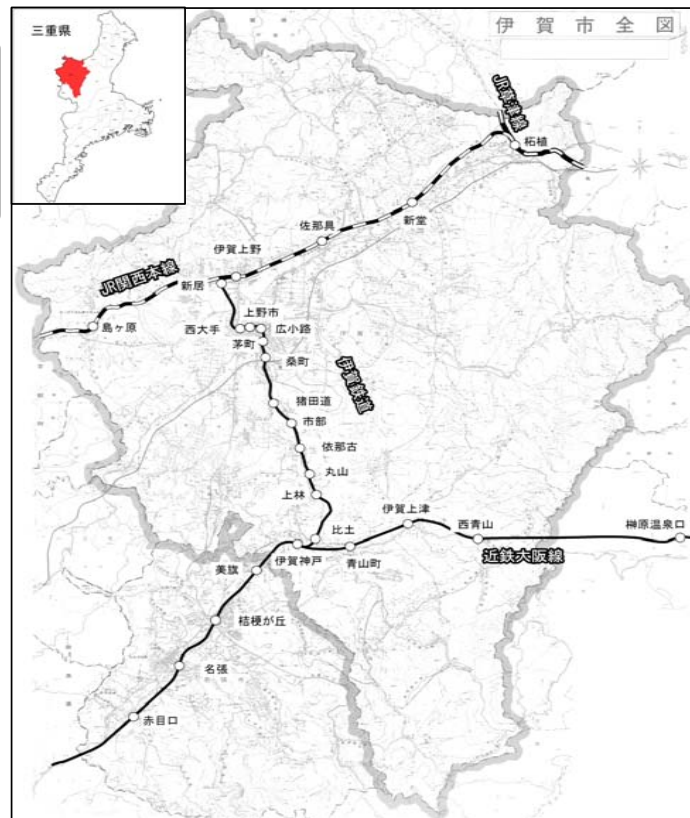 三重県
伊賀市全図
JR草津線
柘植
新堂
佐那具
伊賀上野
JR関西本線
新居
島ヶ原
上野市
西大手
広小路
茅町
桑町
伊賀鉄道
猪田道
市部
依那古
丸山
上林
伊賀上津
比土
西青山
榊原温泉口
伊賀神戸
青山町
近鉄大阪線
美旗
桔梗が丘
名張
赤目口